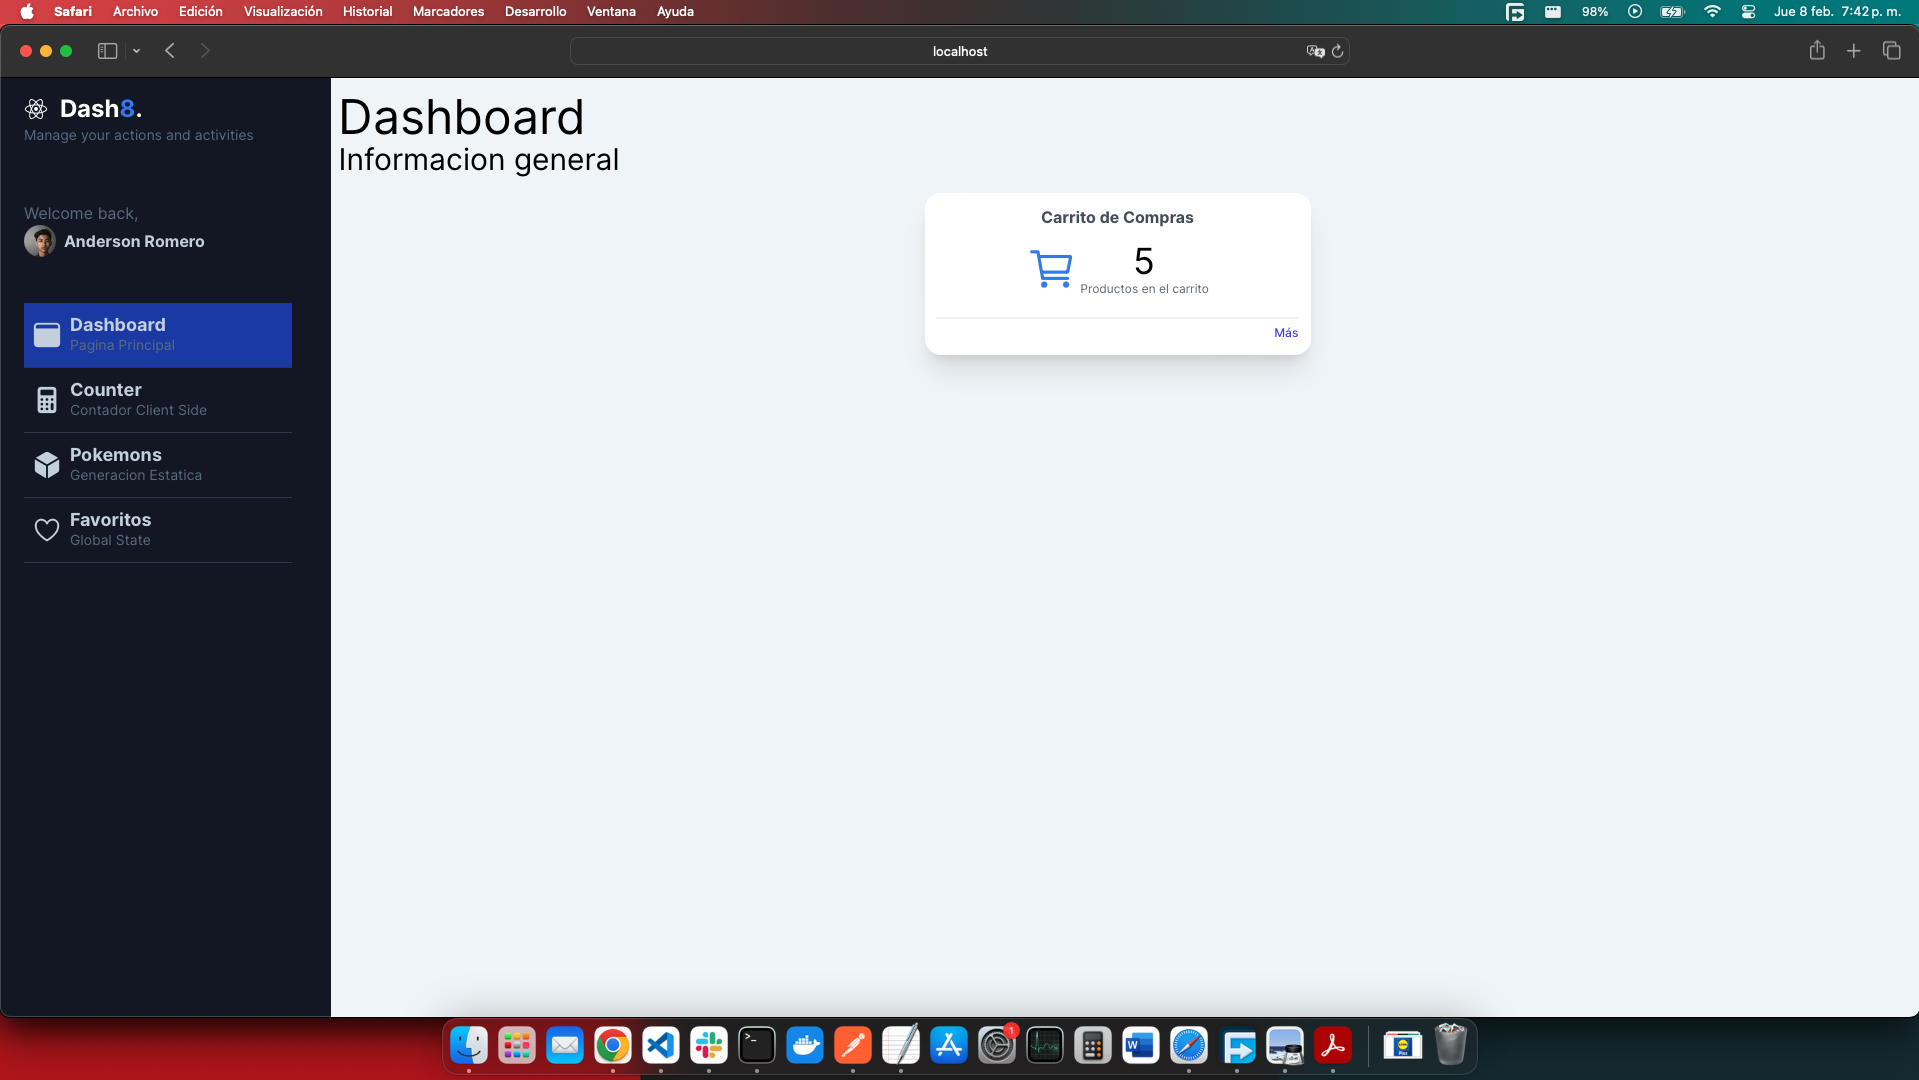 Safari Archivo Edición Visualización Historial Marcadores Desarrollo Ventana Ayuda
98% Jue 8 feb. 7:42 p. m.
localhost
Dash8.
Manage your actions and activities
Welcome back,
Anderson Romero
Dashboard
Pagina Principal
Counter
Contador Client Side
Pokemons
Generacion Estatica
Favoritos
Global State
Dashboard
Informacion general
Carrito de Compras
5
Productos en el carrito
Más
1